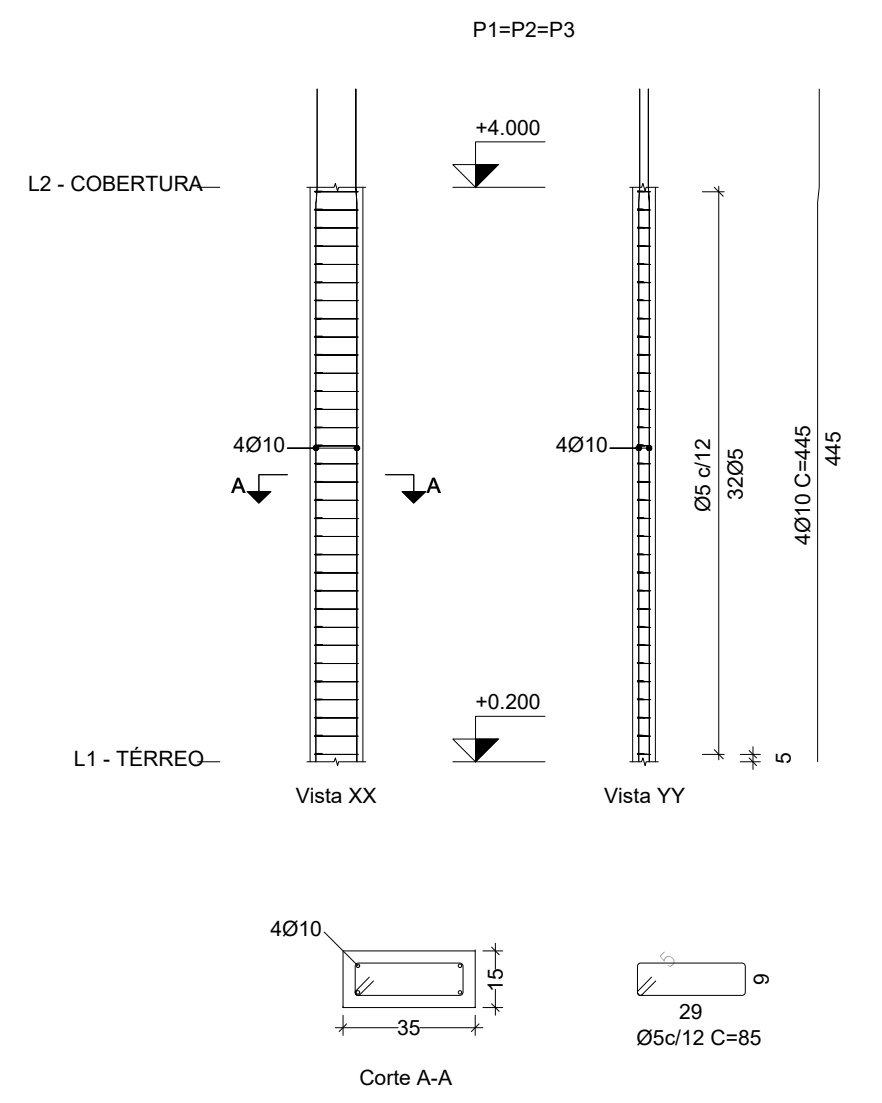 P1=P2=P3
+4.000
L2 - COBERTURA
4Ø10
4Ø10
A
A
Ø5 c/12
32Ø5
4Ø10 C=445
445
+0.200
L1 - TÉRREO
5
Vista XX
Vista YY
4Ø10
15
35
Corte A-A
5
9
29
Ø5c/12 C=85